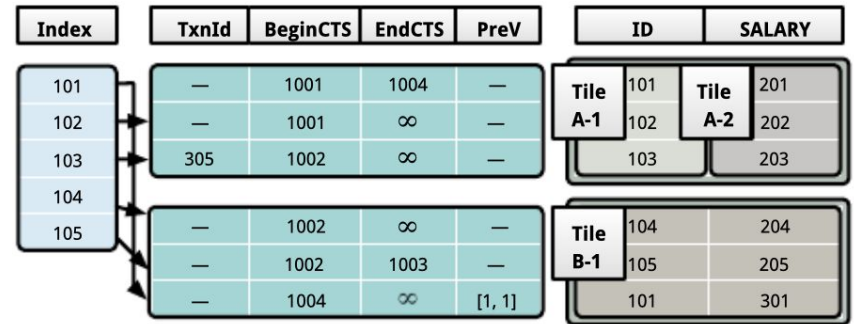 Index TxnId BeginCTS EndCTS PreV ID SALARY
101 — 1001 1004 — Tile A-1 101 Tile A-2 201
102 — 1001 ∞ — 102 202
103 305 1002 ∞ — 103 203
104 — 1002 ∞ — Tile B-1 104 204
105 — 1002 1003 — 105 205
— 1004 ∞ [1, 1] 101 301